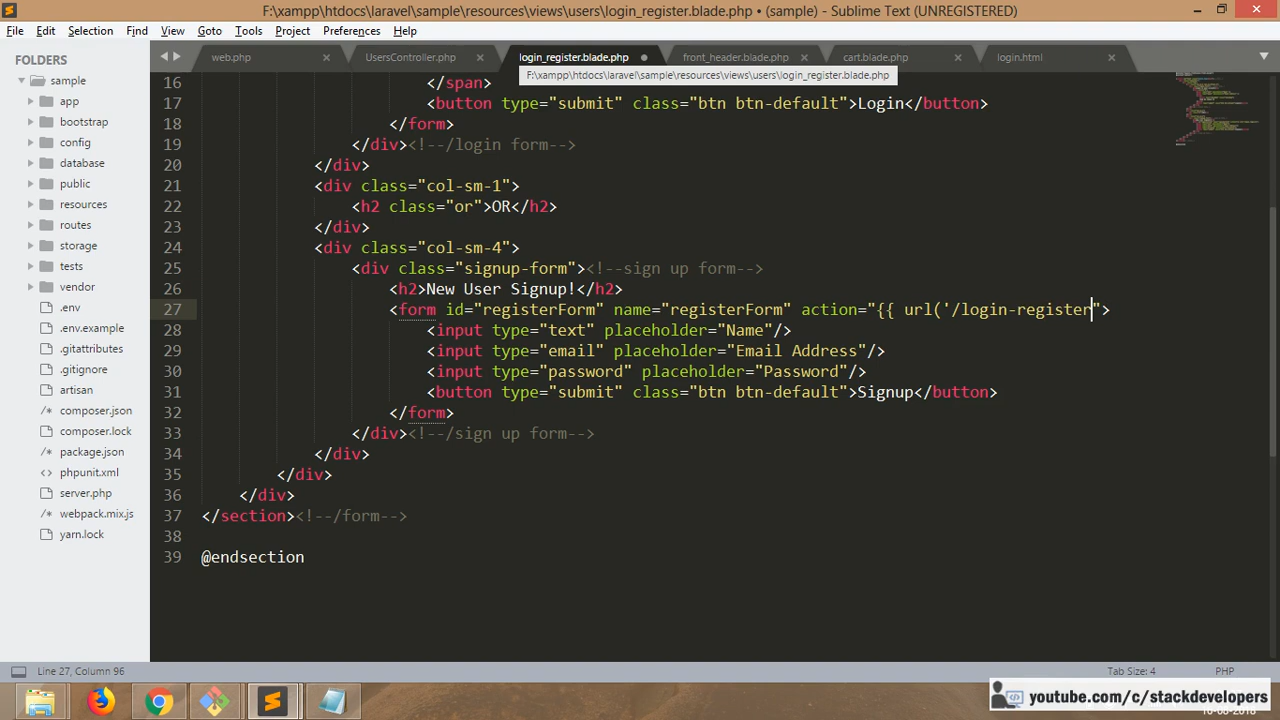 F:\xampp\htdocs\laravel\sample\resources\views\users\login_register.blade.php • (sample) - Sublime Text (UNREGISTERED)
File Edit Selection Find View Goto Tools Project Preferences Help
FOLDERS
sample
app
bootstrap
config
database
public
resources
routes
storage
tests
vendor
.env
.env.example
.gitattributes
.gitignore
artisan
composer.json
composer.lock
package.json
phpunit.xml
server.php
webpack.mix.js
yarn.lock
web.php UsersController.php login_register.blade.php front_header.blade.php cart.blade.php login.html
F:\xampp\htdocs\laravel\sample\resources\views\users\login_register.blade.php
16 </span>
17 <button type="submit" class="btn btn-default">Login</button>
18 </form>
19 </div><!--/login form-->
20 </div>
21 <div class="col-sm-1">
22 <h2 class="or">OR</h2>
23 </div>
24 <div class="col-sm-4">
25 <div class="signup-form"><!--sign up form-->
26 <h2>New User Signup!</h2>
27 <form id="registerForm" name="registerForm" action="{{ url('/login-register">
28 <input type="text" placeholder="Name"/>
29 <input type="email" placeholder="Email Address"/>
30 <input type="password" placeholder="Password"/>
31 <button type="submit" class="btn btn-default">Signup</button>
32 </form>
33 </div><!--/sign up form-->
34 </div>
35 </div>
36 </div>
37 </section><!--/form-->
38
39 @endsection
Line 27, Column 96 Tab Size: 4 PHP
youtube.com/c/stackdevelopers